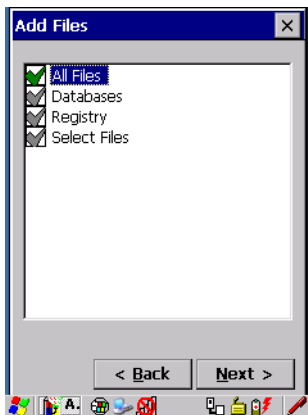 Add Files
All Files
Databases
Registry
Select Files
< Back
Next >
A.